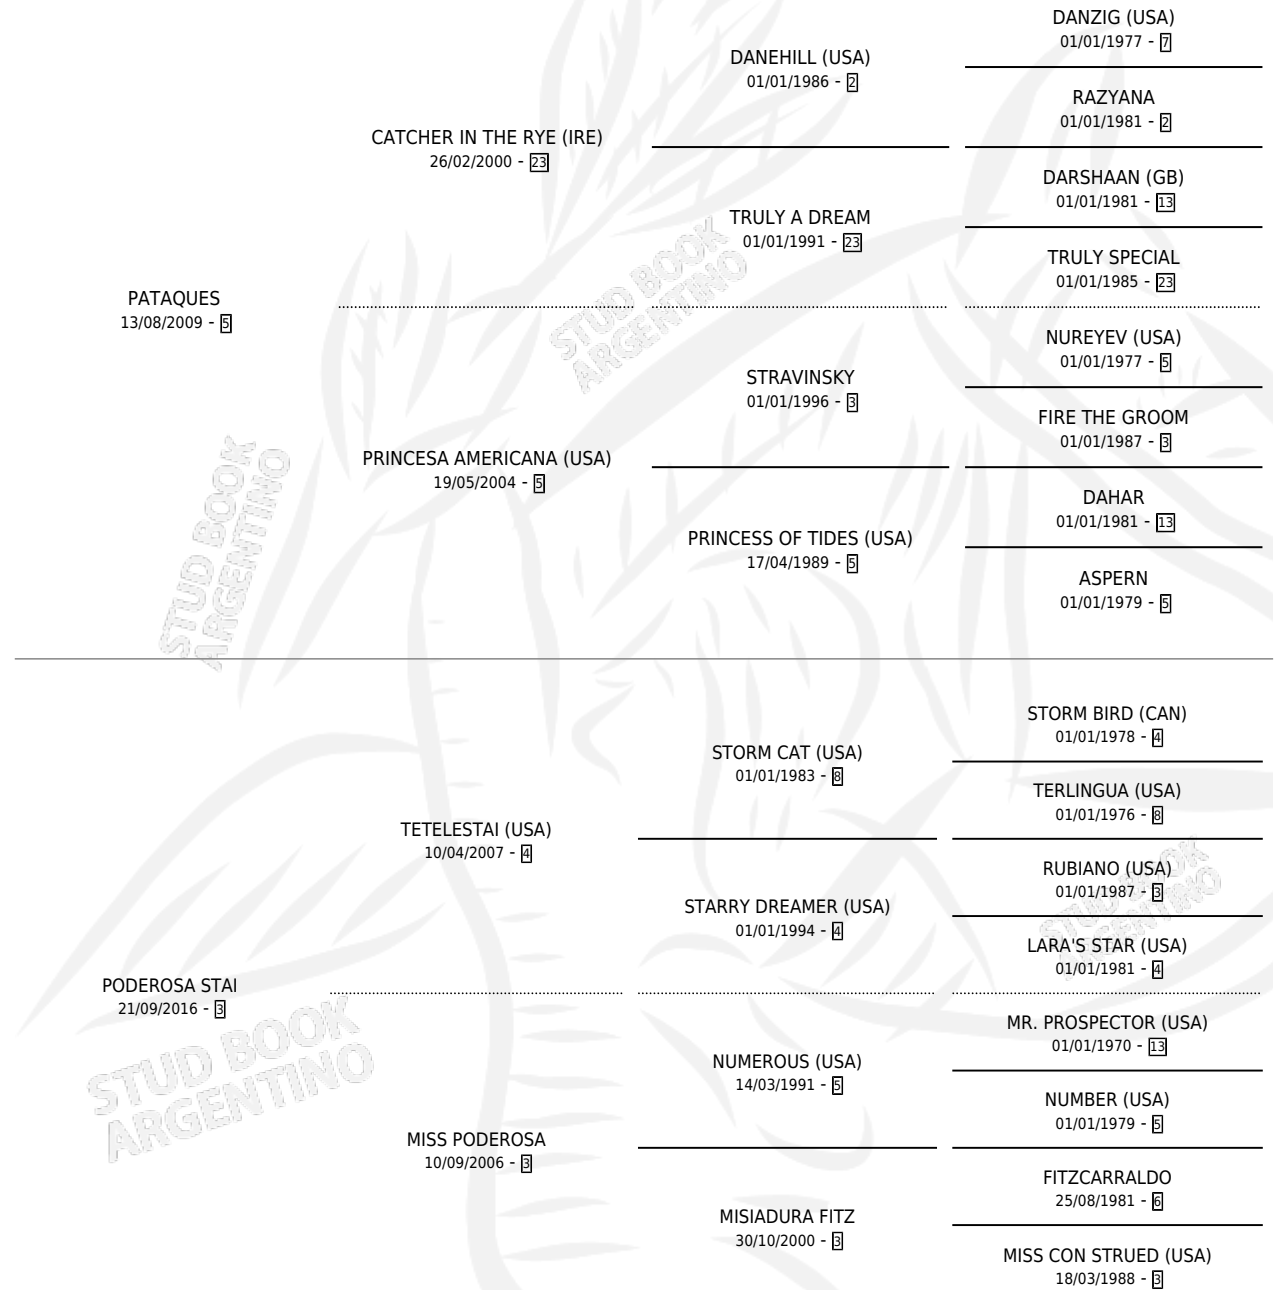 DANZIG (USA)
01/01/1977 - 7
DANEHILL (USA)
01/01/1986 - 2
RAZYANA
01/01/1981 - 2
CATCHER IN THE RYE (IRE)
26/02/2000 - 23
DARSHAAN (GB)
01/01/1981 - 13
TRULY A DREAM
01/01/1991 - 23
TRULY SPECIAL
01/01/1985 - 23
PATAQUES
13/08/2009 - 5
NUREYEV (USA)
01/01/1977 - 5
STRAVINSKY
01/01/1996 - 3
FIRE THE GROOM
01/01/1987 - 3
PRINCESA AMERICANA (USA)
19/05/2004 - 5
DAHAR
01/01/1981 - 13
PRINCESS OF TIDES (USA)
17/04/1989 - 5
ASPERN
01/01/1979 - 5
STUD BOOK
ARGENTINO
STUD BOOK
ARGENTINO
STORM BIRD (CAN)
01/01/1978 - 4
STORM CAT (USA)
01/01/1983 - 8
TERLINGUA (USA)
01/01/1976 - 8
TETELESTAI (USA)
10/04/2007 - 4
RUBIANO (USA)
01/01/1987 - 3
STARRY DREAMER (USA)
01/01/1994 - 4
LARA'S STAR (USA)
01/01/1981 - 4
PODEROSA STAI
21/09/2016 - 3
MR. PROSPECTOR (USA)
01/01/1970 - 13
NUMEROUS (USA)
14/03/1991 - 5
NUMBER (USA)
01/01/1979 - 5
MISS PODEROSA
10/09/2006 - 3
FITZCARRALDO
25/08/1981 - 6
MISIADURA FITZ
30/10/2000 - 3
MISS CON STRUED (USA)
18/03/1988 - 3
STUD BOOK
ARGENTINO
STUD BOOK
ARGENTINO